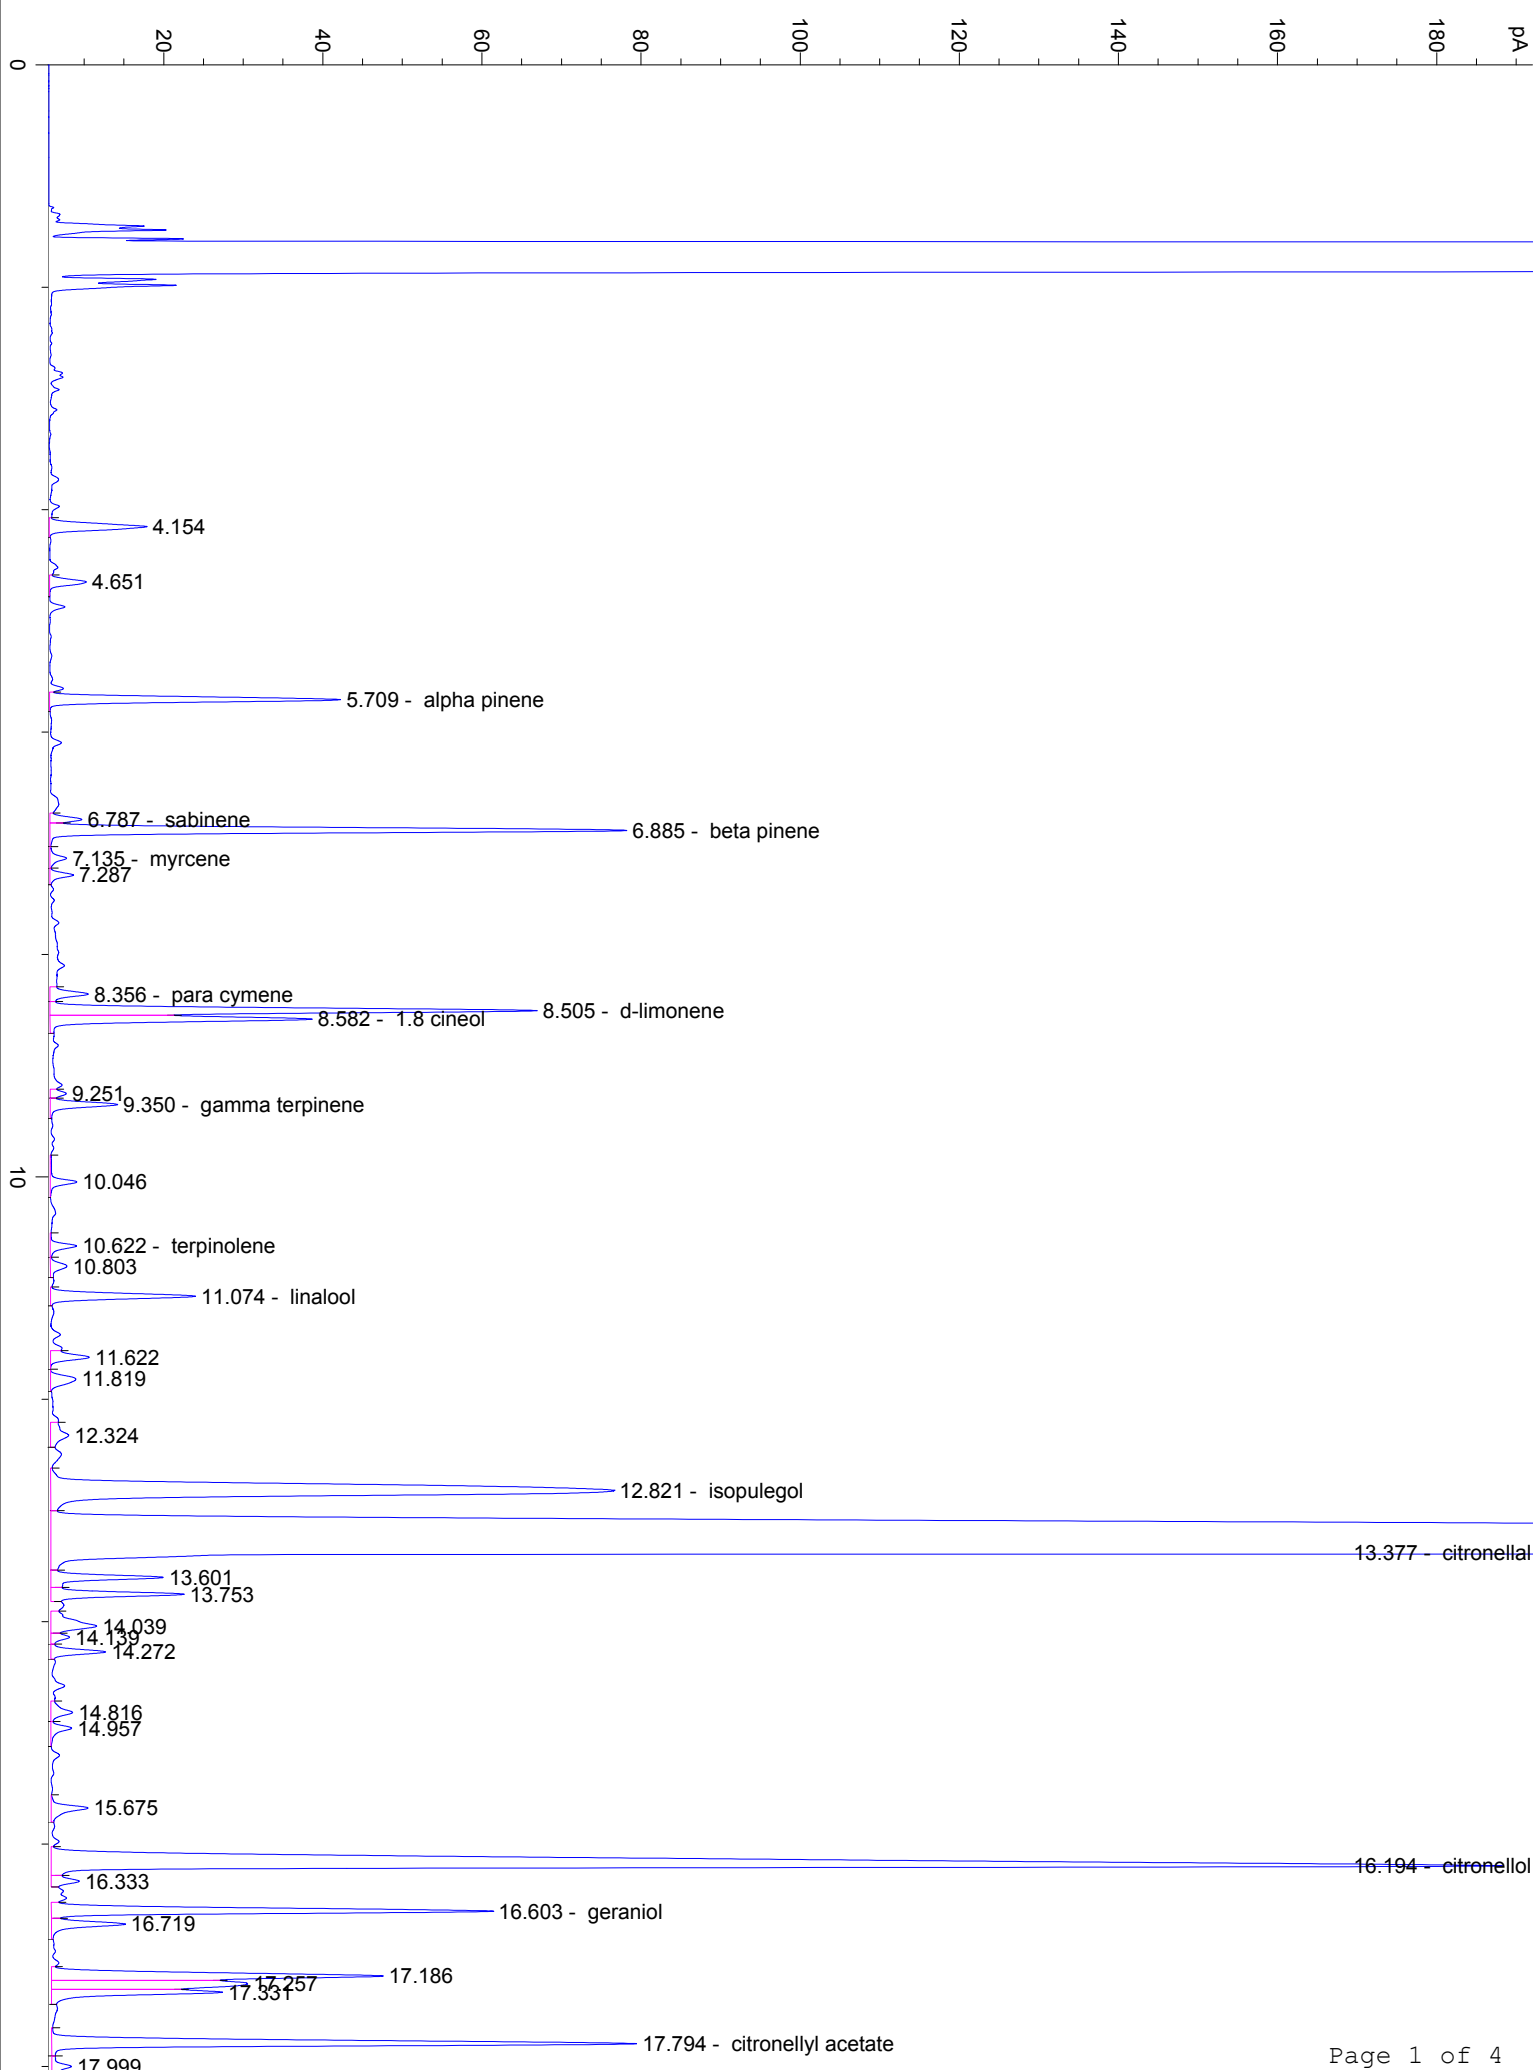 pA
20
40
60
80
100
120
140
160
180
0
4.154
4.651
5.709 - alpha pinene
6.787 - sabinene
6.885 - beta pinene
7.135 - myrcene
7.287
8.356 - para cymene
8.505 - d-limonene
8.582 - 1.8 cineol
9.251
9.350 - gamma terpinene
10
10.046
10.622 - terpinolene
10.803
11.074 - linalool
11.622
11.819
12.324
12.821 - isopulegol
13.377 - citronellal
13.601
13.753
14.039
14.139
14.272
14.816
14.957
15.675
16.194 - citronellol
16.333
16.603 - geraniol
16.719
17.186
17.257
17.331
17.794 - citronellyl acetate
17.999
Page 1 of 4